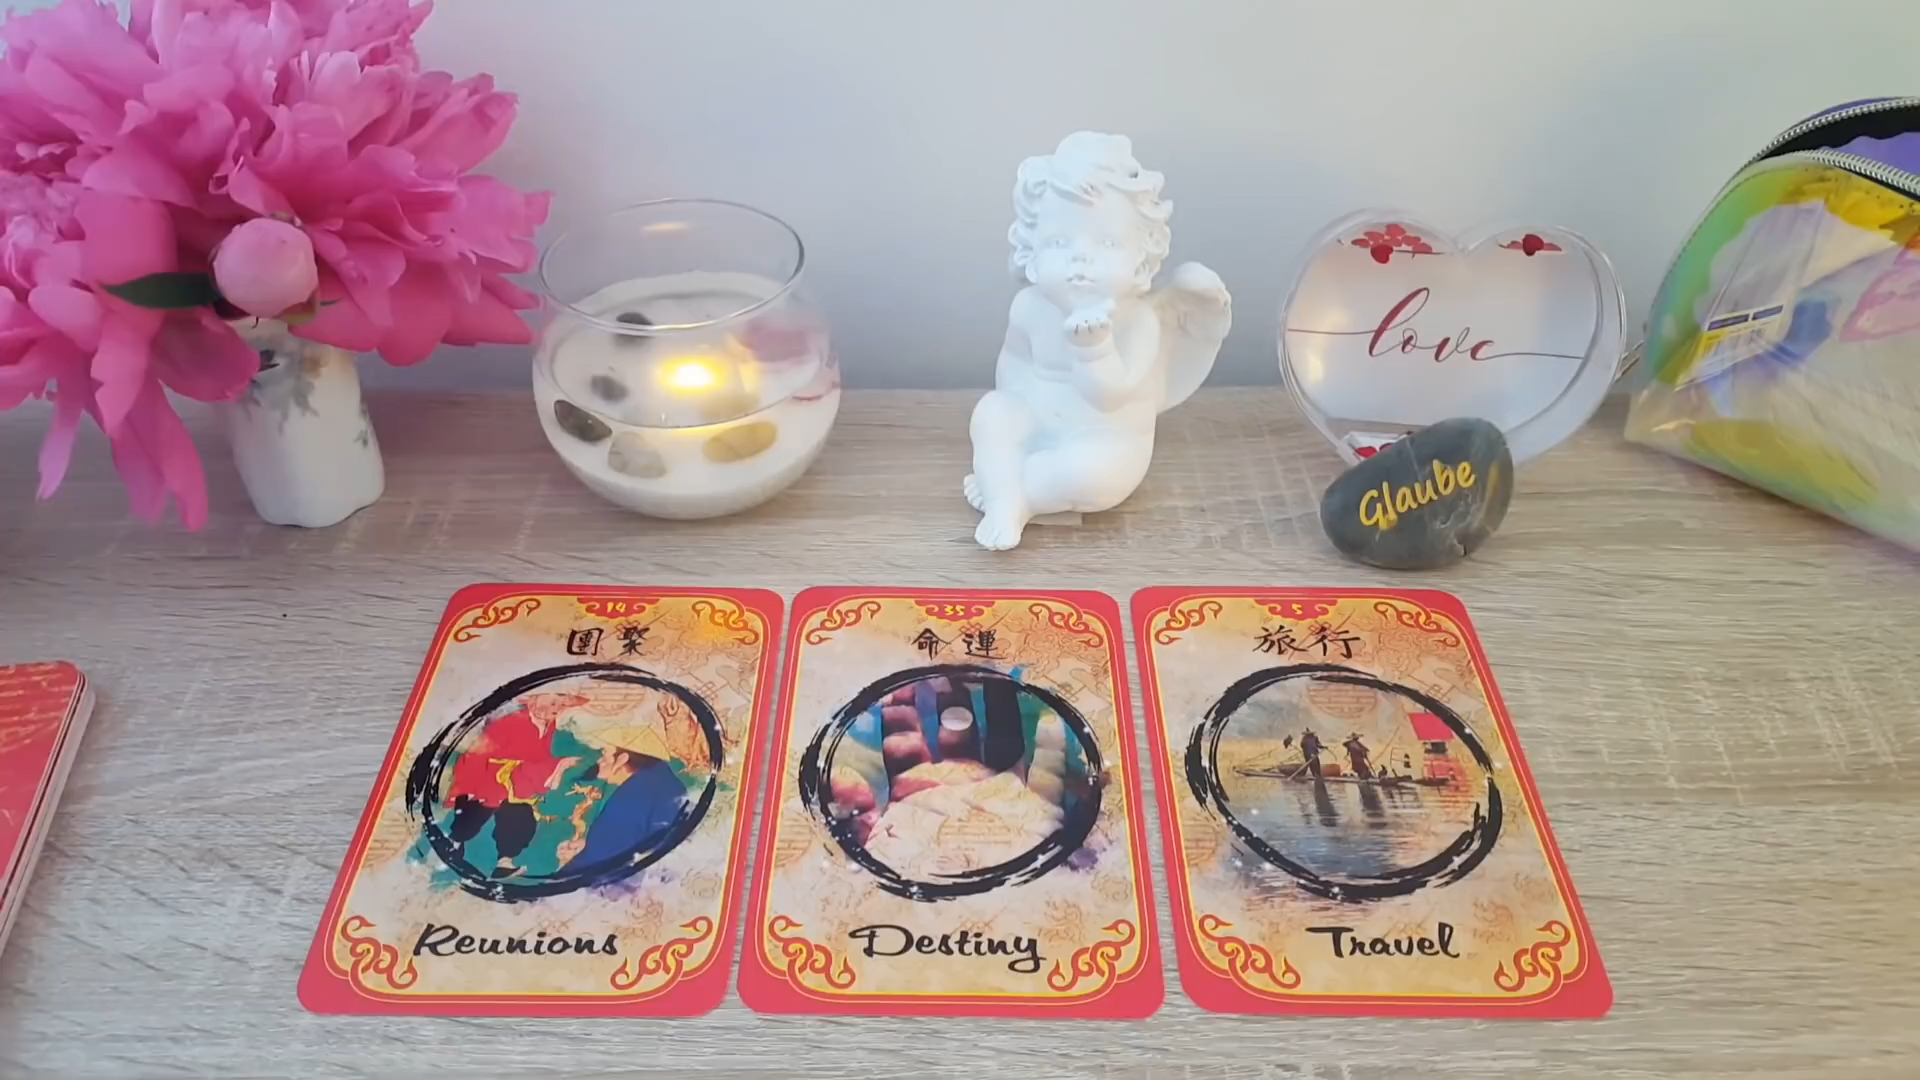 love
Glaube
14
團聚
Reunions
35
命運
Destiny
5
旅行
Travel